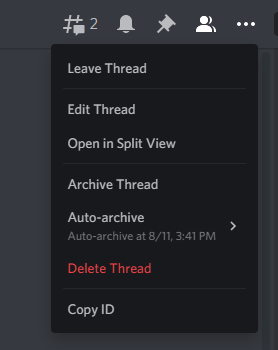 2
Leave Thread
Edit Thread
Open in Split View
Archive Thread
Auto-archive
Auto-archive at 8/11, 3:41 PM
Delete Thread
Copy ID